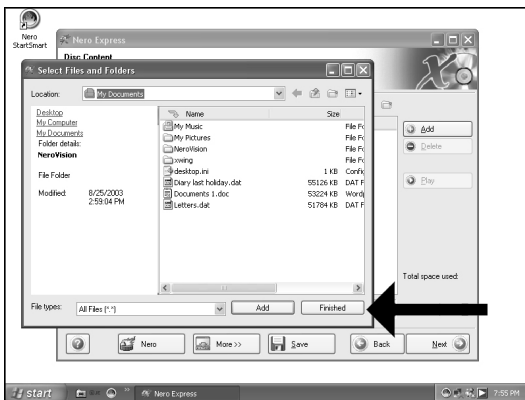 Nero
StartSmart
Nero Express
Disc Content
Select Files and Folders
Location:
My Documents
Desktop
My Computer
My Documents
Folder details:
NeroVision
File Folder
Modified: 8/25/2003
2:59:04 PM
Name Size
My Music File Fo
My Pictures File Fo
NeroVision File Fo
xwing File Fo
desktop.ini 1 KB Config
Diary last holiday.dat 55126 KB DAT F
Documents 1.doc 53224 KB Wordp
Letters.dat 51784 KB DAT F
File types: All Files (*.*)
Add
Finished
Add
Delete
Play
Total space used:
Nero
More >>
Save
Back
Next
start
Nero Express
7:55 PM